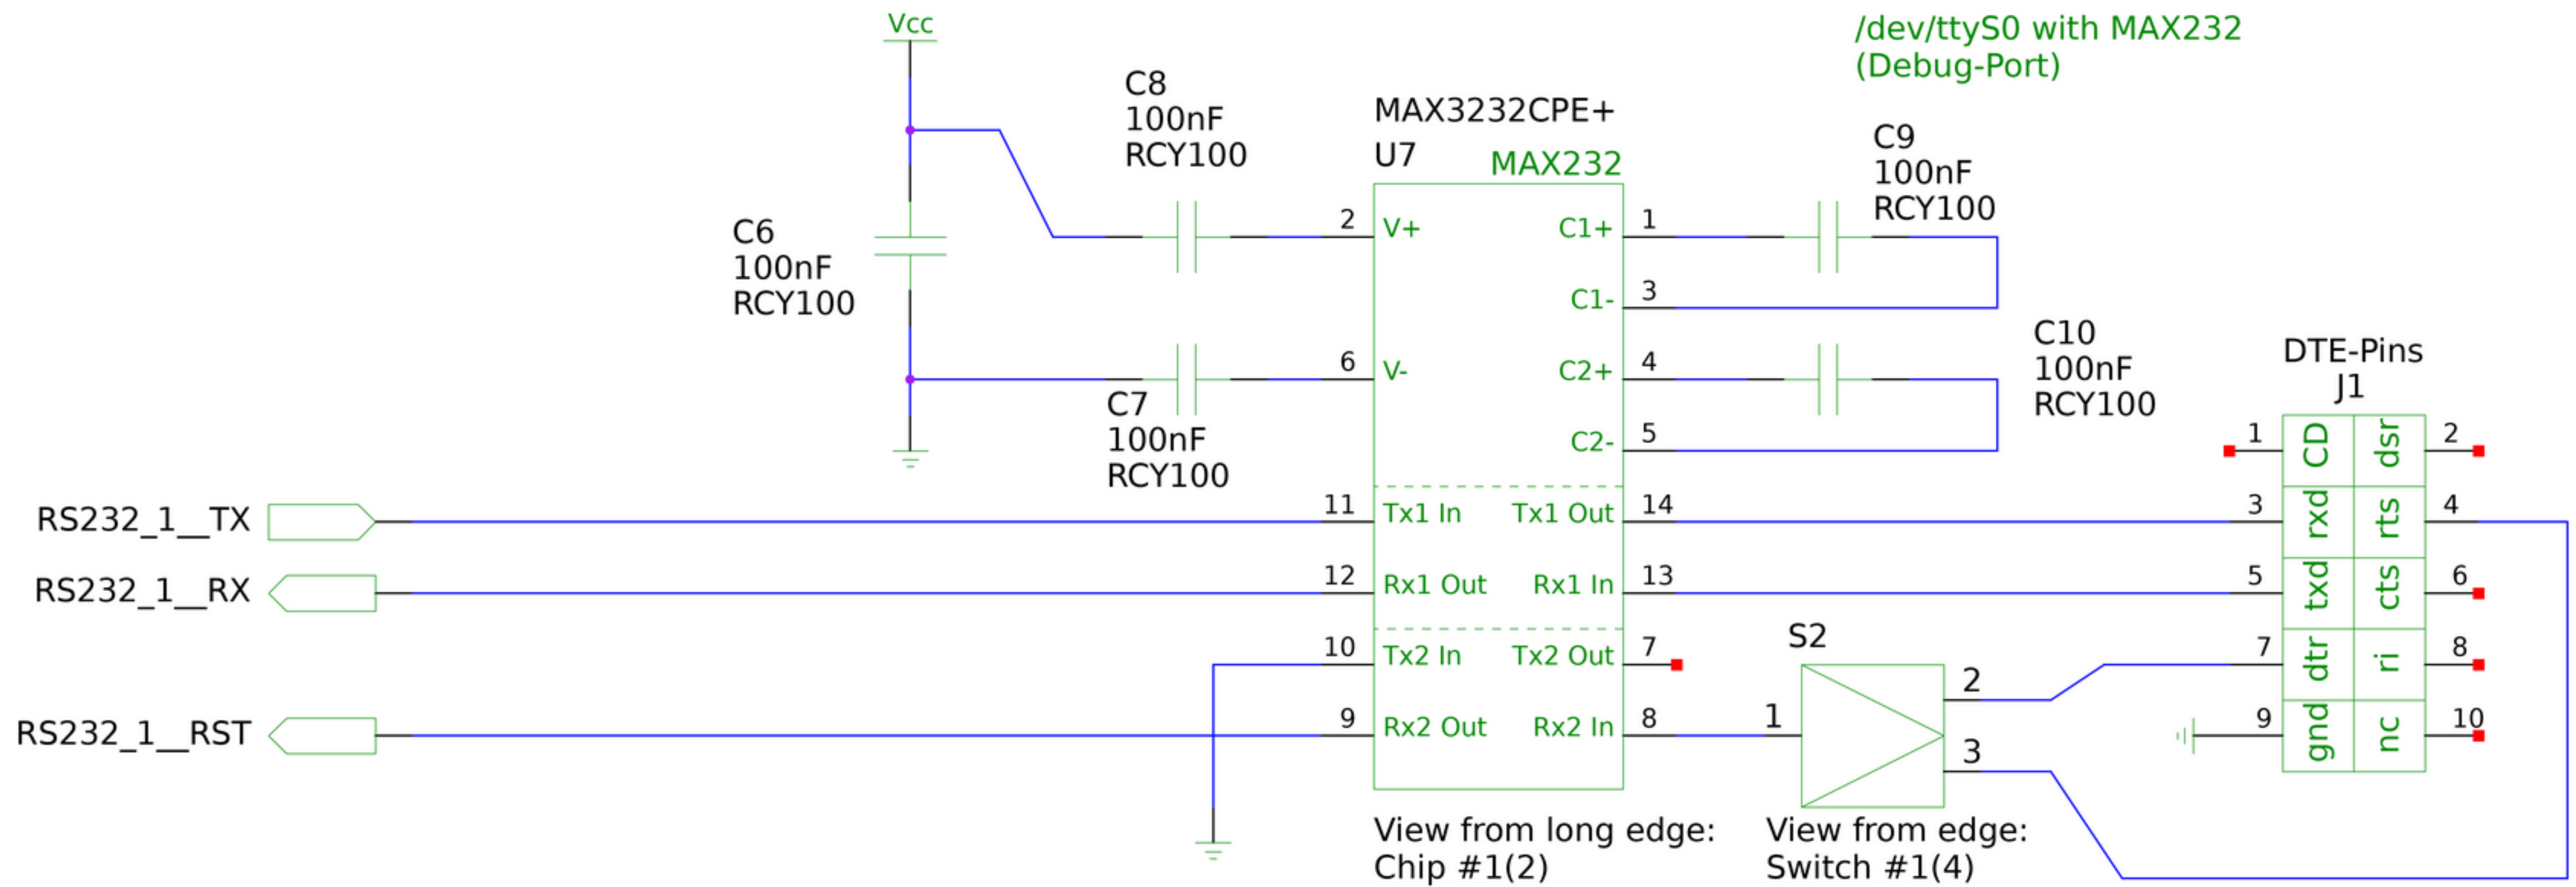 Vcc
/dev/ttyS0 with MAX232
(Debug-Port)
C8
100nF
RCY100
MAX3232CPE+
U7
MAX232
C9
100nF
RCY100
C6
100nF
RCY100
2
V+
C1+
1
C1-
3
6
V-
C2+
4
C2-
5
C7
100nF
RCY100
C10
100nF
RCY100
DTE-Pins
J1
1
CD
dsr
2
3
rxd
rts
4
5
txd
cts
6
7
dtr
ri
8
9
gnd
nc
10
RS232_1__TX
11
Tx1 In
Tx1 Out
14
RS232_1__RX
12
Rx1 Out
Rx1 In
13
10
Tx2 In
Tx2 Out
7
RS232_1__RST
9
Rx2 Out
Rx2 In
8
S2
1
2
3
View from long edge:
Chip #1(2)
View from edge:
Switch #1(4)